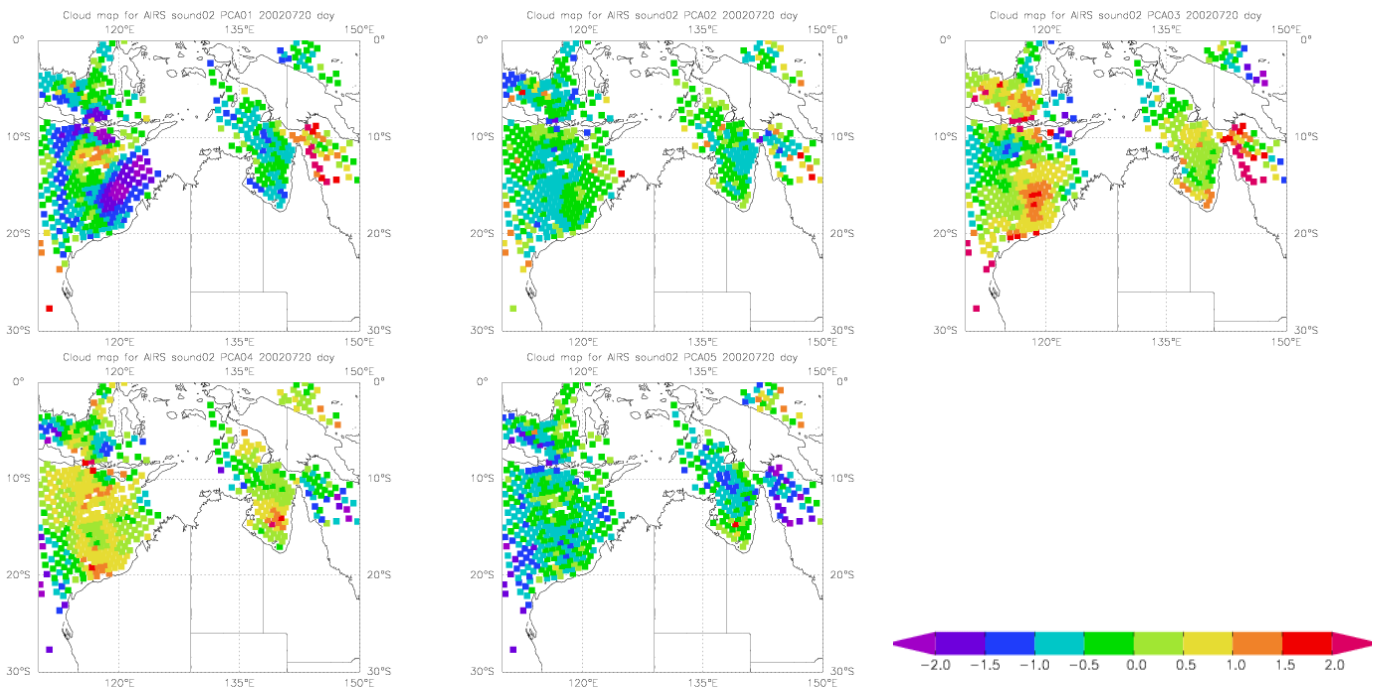 Cloud map for AIRS sound02 PCA01 20020720 day
Cloud map for AIRS sound02 PCA02 20020720 day
Cloud map for AIRS sound02 PCA03 20020720 day
120°E 135°E 150°E
120°E 135°E 150°E
120°E 135°E 150°E
0° 0° 0° 0° 0° 0°
10°S 10°S 10°S 10°S 10°S 10°S
20°S 20°S 20°S 20°S 20°S 20°S
30°S 30°S 30°S 30°S 30°S 30°S
120°E 135°E 150°E
120°E 135°E 150°E
120°E 135°E 150°E
Cloud map for AIRS sound02 PCA04 20020720 day
Cloud map for AIRS sound02 PCA05 20020720 day
0° 0° 0° 0°
10°S 10°S 10°S 10°S
20°S 20°S 20°S 20°S
30°S 30°S 30°S 30°S
120°E 135°E 150°E
120°E 135°E 150°E
-2.0 -1.5 -1.0 -0.5 0.0 0.5 1.0 1.5 2.0